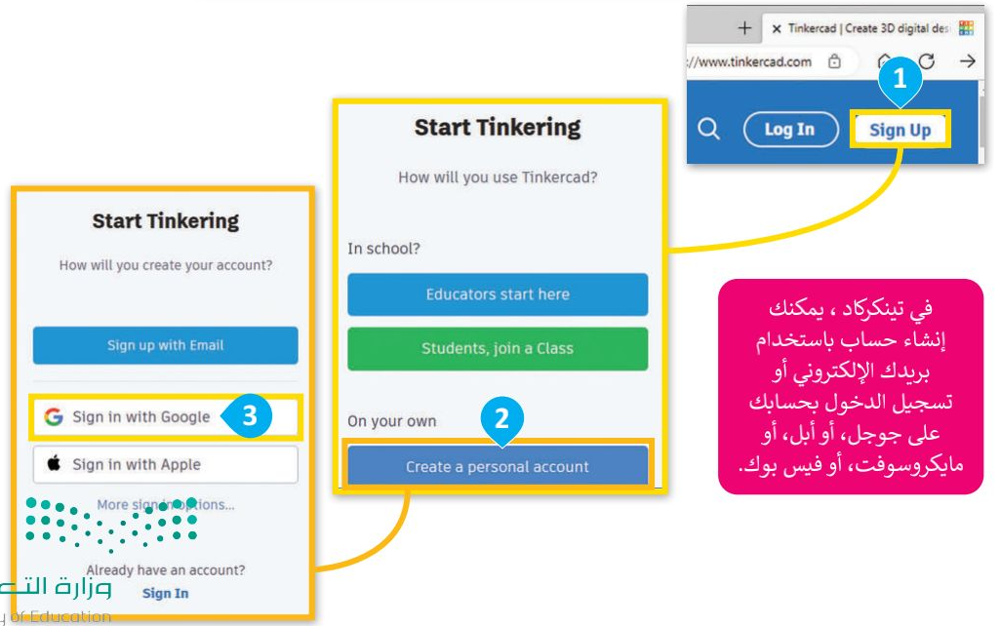 Tinkercad | Create 3D digital des
://www.tinkercad.com
1
Log In
Sign Up
Start Tinkering
How will you use Tinkercad?
In school?
Educators start here
Students, join a Class
On your own
2
Create a personal account
Start Tinkering
How will you create your account?
Sign up with Email
Sign in with Google
3
Sign in with Apple
More sign in options...
Already have an account?
Sign In
في تينكركاد ، يمكنك
إنشاء حساب باستخدام
بريدك الإلكتروني أو
تسجيل الدخول بحسابك
على جوجل، أو أبل، أو
مايكروسوفت، أو فيس بوك.
وزارة
of Education